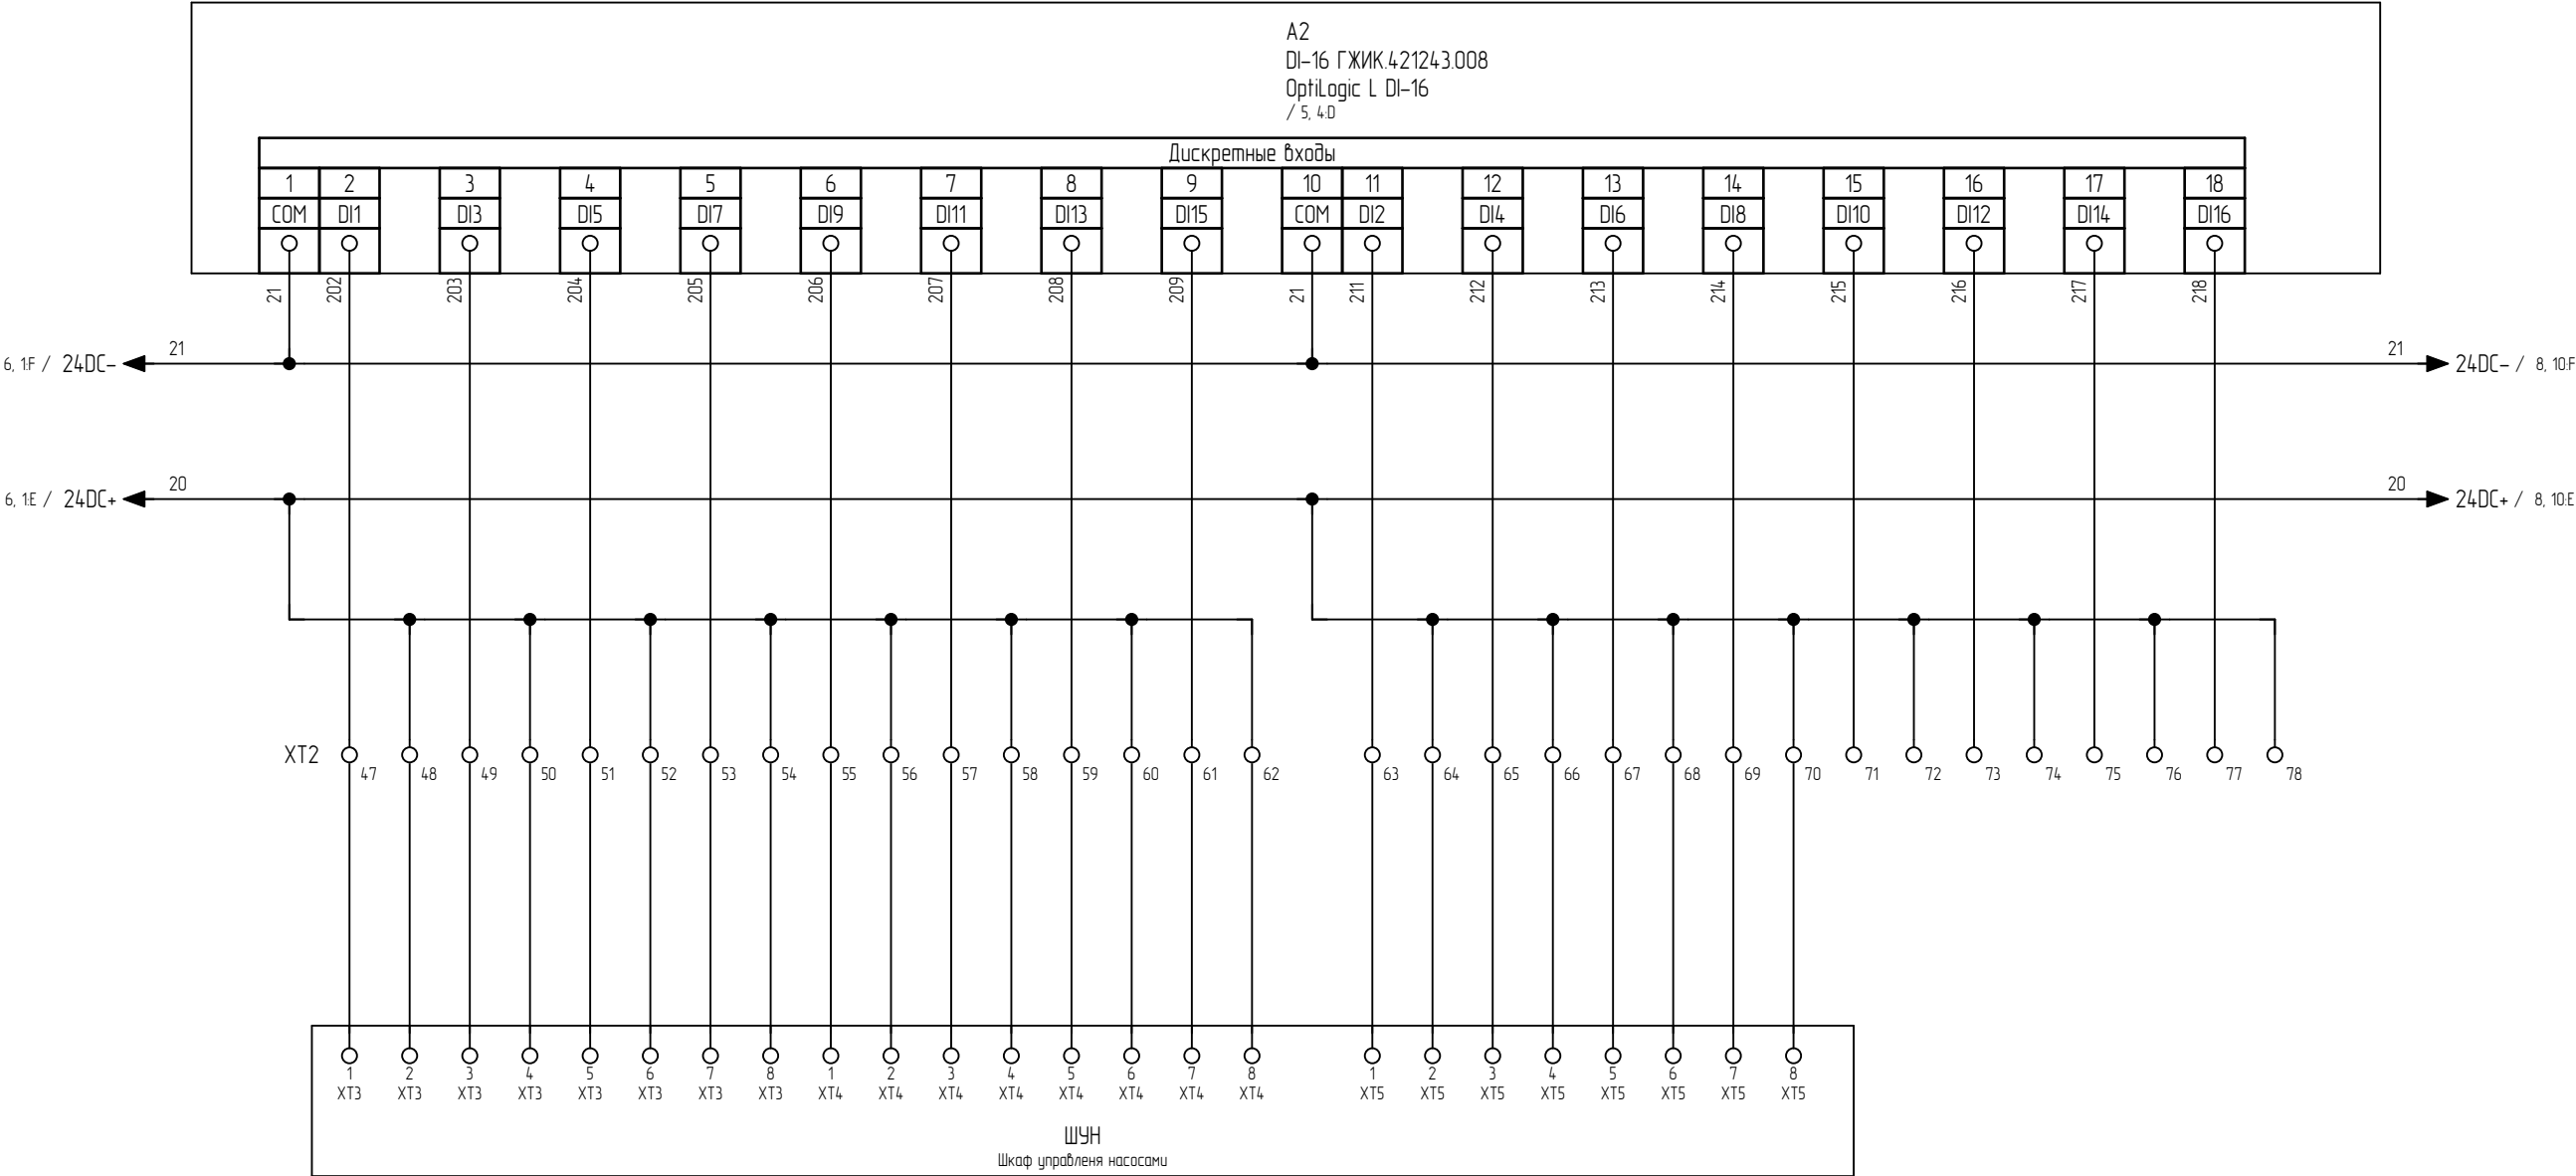 A2
DI-16 ГЖИК.421243.008
OptiLogic L DI-16
/ 5, 4:D
Дискретные входы
1 2 3 4 5 6 7 8 9 10 11 12 13 14 15 16 17 18
COM DI1 DI3 DI5 DI7 DI9 DI11 DI13 DI15 COM DI2 DI4 DI6 DI8 DI10 DI12 DI14 DI16
21 202 203 204 205 206 207 208 209 21 211 212 213 214 215 216 217 218
21 21
6, 1:F / 24DC- 24DC- / 8, 10:F
20 20
6, 1:E / 24DC+ 24DC+ / 8, 10:E
XT2
47 48 49 50 51 52 53 54 55 56 57 58 59 60 61 62 63 64 65 66 67 68 69 70 71 72 73 74 75 76 77 78
1 2 3 4 5 6 7 8 1 2 3 4 5 6 7 8 1 2 3 4 5 6 7 8
XT3 XT3 XT3 XT3 XT3 XT3 XT3 XT3 XT4 XT4 XT4 XT4 XT4 XT4 XT4 XT4 XT5 XT5 XT5 XT5 XT5 XT5 XT5 XT5
ШУН
Шкаф управленя насосами